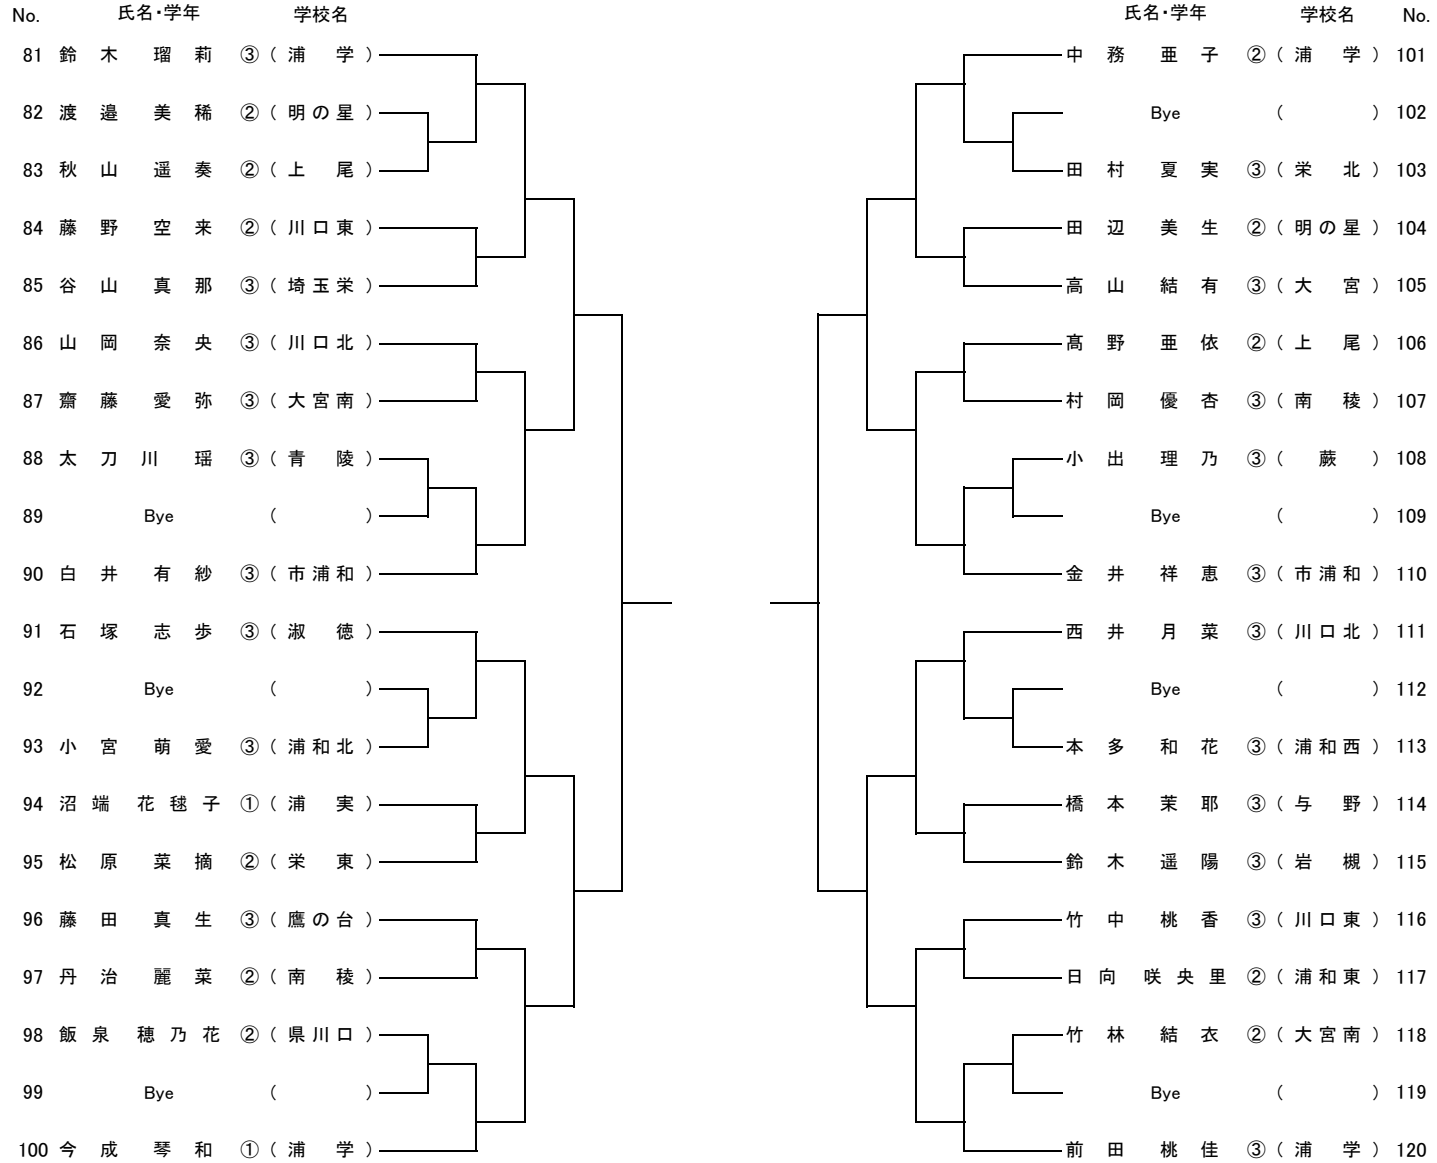 No. 氏名・学年 学校名 氏名・学年 学校名 No.
81 鈴木 瑠莉 ③ ( 浦学 ) 中務 亜子 ② ( 浦学 ) 101
82 渡邉 美稀 ② ( 明の星 ) Bye ( ) 102
83 秋山 遥奏 ② ( 上尾 ) 田村 夏実 ③ ( 栄北 ) 103
84 藤野 空来 ② ( 川口東 ) 田辺 美生 ② ( 明の星 ) 104
85 谷山 真那 ③ ( 埼玉栄 ) 高山 結有 ③ ( 大宮 ) 105
86 山岡 奈央 ③ ( 川口北 ) 髙野 亜依 ② ( 上尾 ) 106
87 齋藤 愛弥 ③ ( 大宮南 ) 村岡 優杏 ③ ( 南稜 ) 107
88 太刀川 瑶 ③ ( 青陵 ) 小出 理乃 ③ ( 蕨 ) 108
89 Bye ( ) Bye ( ) 109
90 白井 有紗 ③ ( 市浦和 ) 金井 祥恵 ③ ( 市浦和 ) 110
91 石塚 志歩 ③ ( 淑徳 ) 西井 月菜 ③ ( 川口北 ) 111
92 Bye ( ) Bye ( ) 112
93 小宮 萌愛 ③ ( 浦和北 ) 本多 和花 ③ ( 浦和西 ) 113
94 沼端 花毬子 ① ( 浦実 ) 橋本 茉耶 ③ ( 与野 ) 114
95 松原 菜摘 ② ( 栄東 ) 鈴木 遥陽 ③ ( 岩槻 ) 115
96 藤田 真生 ③ ( 鷹の台 ) 竹中 桃香 ③ ( 川口東 ) 116
97 丹治 麗菜 ② ( 南稜 ) 日向 咲央里 ② ( 浦和東 ) 117
98 飯泉 穂乃花 ② ( 県川口 ) 竹林 結衣 ② ( 大宮南 ) 118
99 Bye ( ) Bye ( ) 119
100 今成 琴和 ① ( 浦学 ) 前田 桃佳 ③ ( 浦学 ) 120